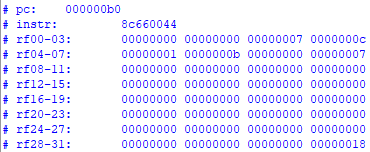 # pc:    000000b0
# instr:         8c660044
# rf00-03:       00000000 00000000 00000007 0000000c
# rf04-07:       00000001 0000000b 00000000 00000007
# rf08-11:       00000000 00000000 00000000 00000000
# rf12-15:       00000000 00000000 00000000 00000000
# rf16-19:       00000000 00000000 00000000 00000000
# rf20-23:       00000000 00000000 00000000 00000000
# rf24-27:       00000000 00000000 00000000 00000000
# rf28-31:       00000000 00000000 00000000 00000018